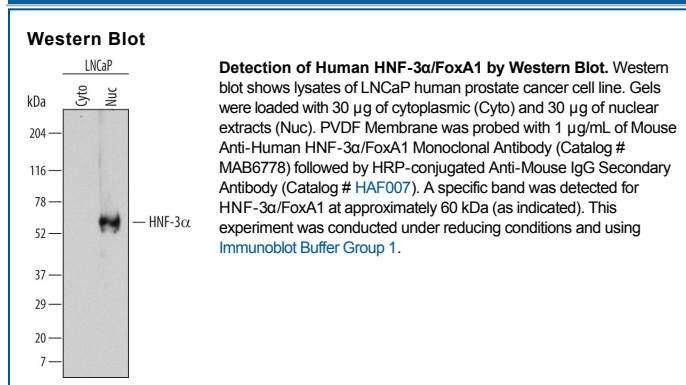 Western Blot
LNCaP
kDa
Cyto
Nuc
204
116
78
52
37
29
20
7
HNF-3α
Detection of Human HNF-3α/FoxA1 by Western Blot. Western
blot shows lysates of LNCaP human prostate cancer cell line. Gels
were loaded with 30 µg of cytoplasmic (Cyto) and 30 µg of nuclear
extracts (Nuc). PVDF Membrane was probed with 1 µg/mL of Mouse
Anti-Human HNF-3α/FoxA1 Monoclonal Antibody (Catalog #
MAB6778) followed by HRP-conjugated Anti-Mouse IgG Secondary
Antibody (Catalog # HAF007). A specific band was detected for
HNF-3α/FoxA1 at approximately 60 kDa (as indicated). This
experiment was conducted under reducing conditions and using
Immunoblot Buffer Group 1.